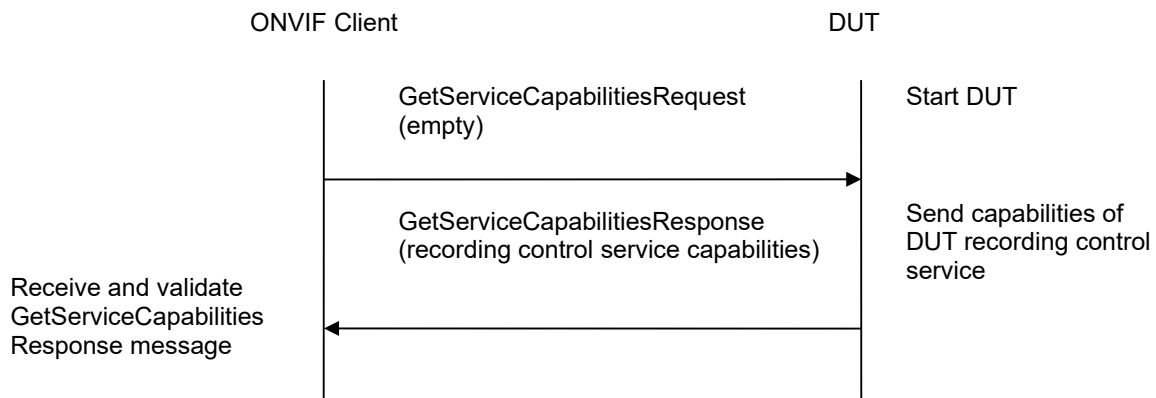 ONVIF Client
DUT
GetServiceCapabilitiesRequest
(empty)
Start DUT
GetServiceCapabilitiesResponse
(recording control service capabilities)
Send capabilities of
DUT recording control
service
Receive and validate
GetServiceCapabilities
Response message